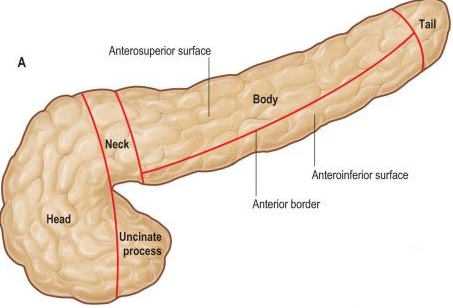 Tail
Anterosuperior surface
A
Body
Neck
Anteroinferior surface
Anterior border
Head
Uncinate
process